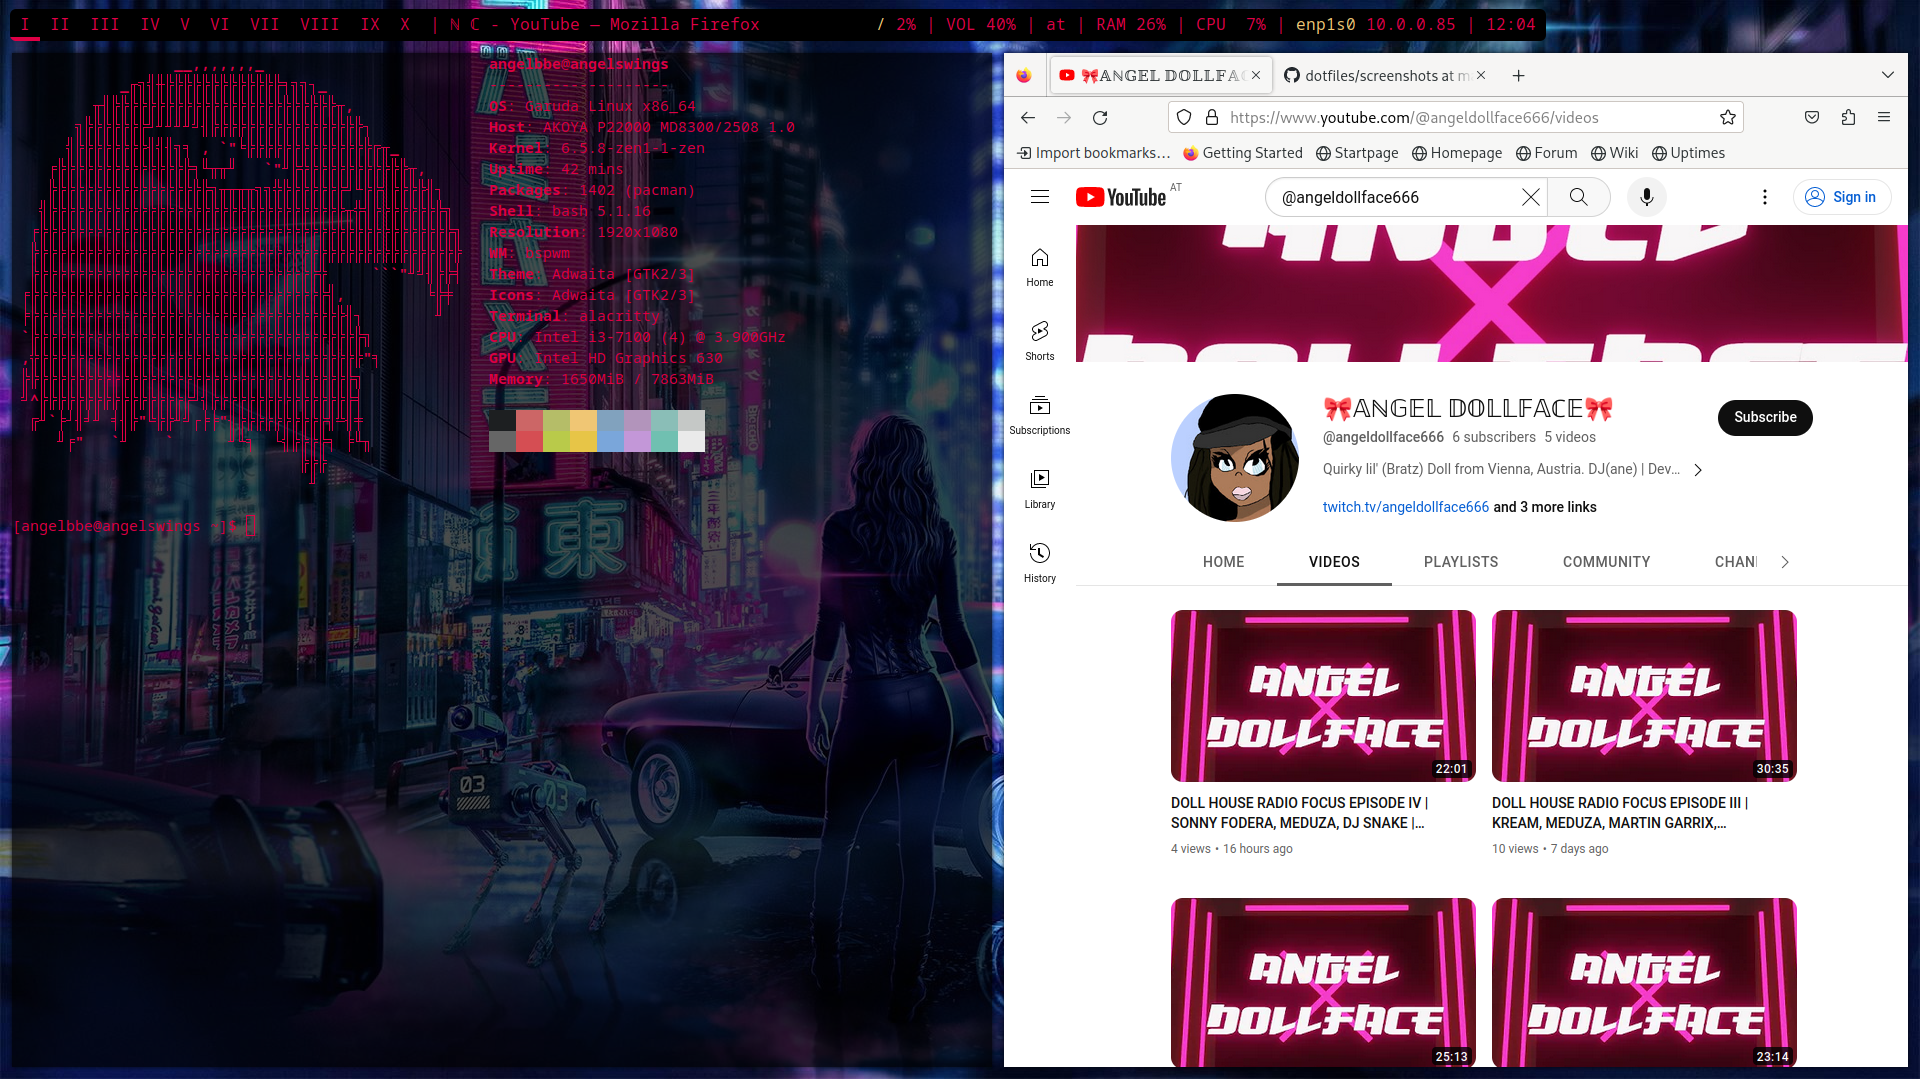 I II III IV V VI VII VIII IX X | ℕ ℂ - YouTube — Mozilla Firefox
/ 2% | VOL 40% | at | RAM 26% | CPU 7% | enp1s0 10.0.0.85 | 12:04
angelbbe@angelswings
OS: Garuda Linux x86_64
Host: AKOYA P22000 MD8300/2508 1.0
Kernel: 6.5.8-zen1-1-zen
Uptime: 42 mins
Packages: 1402 (pacman)
Shell: bash 5.1.16
Resolution: 1920x1080
WM: bspwm
Theme: Adwaita [GTK2/3]
Icons: Adwaita [GTK2/3]
Terminal: alacritty
CPU: Intel i3-7100 (4) @ 3.900GHz
GPU: Intel HD Graphics 630
Memory: 1650MiB / 7863MiB
[angelbbe@angelswings ~]$
東
03
03
🎀𝔸ℕ𝔾𝔼𝕃 𝔻𝕆𝕃𝕃𝔽𝔸ℂ
dotfiles/screenshots at m
https://www.youtube.com/@angeldollface666/videos
Import bookmarks…
Getting Started
Startpage
Homepage
Forum
Wiki
Uptimes
YouTube AT
@angeldollface666
Sign in
Home
Shorts
Subscriptions
Library
History
ANGEL
DOLLFACE
🎀𝔸ℕ𝔾𝔼𝕃 𝔻𝕆𝕃𝕃𝔽𝔸ℂ𝔼🎀
@angeldollface666 6 subscribers 5 videos
Subscribe
Quirky lil' (Bratz) Doll from Vienna, Austria. DJ(ane) | Dev...
twitch.tv/angeldollface666 and 3 more links
HOME VIDEOS PLAYLISTS COMMUNITY CHAN
ANGEL
DOLLFACE
22:01
DOLL HOUSE RADIO FOCUS EPISODE IV |
SONNY FODERA, MEDUZA, DJ SNAKE |...
4 views • 16 hours ago
ANGEL
DOLLFACE
30:35
DOLL HOUSE RADIO FOCUS EPISODE III |
KREAM, MEDUZA, MARTIN GARRIX,...
10 views • 7 days ago
ANGEL
DOLLFACE
25:13
ANGEL
DOLLFACE
23:14